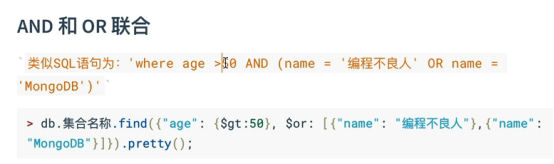 AND 和 OR 联合
`类似SQL语句为：'where age >50 AND (name = '编程不良人' OR name =
'MongoDB')'`
> db.集合名称.find({"age": {$gt:50}, $or: [{"name": "编程不良人"},{"name":
"MongoDB"}]}).pretty();